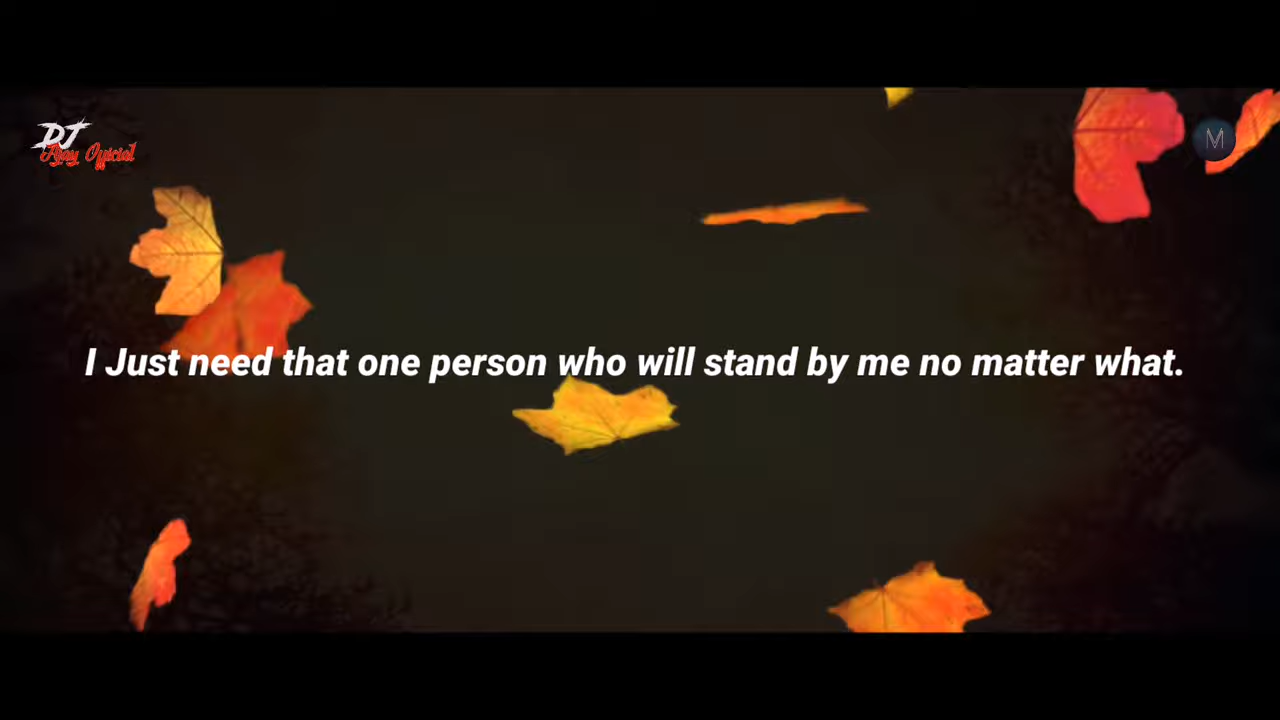 DJ
Ajay Official
M
I Just need that one person who will stand by me no matter what.